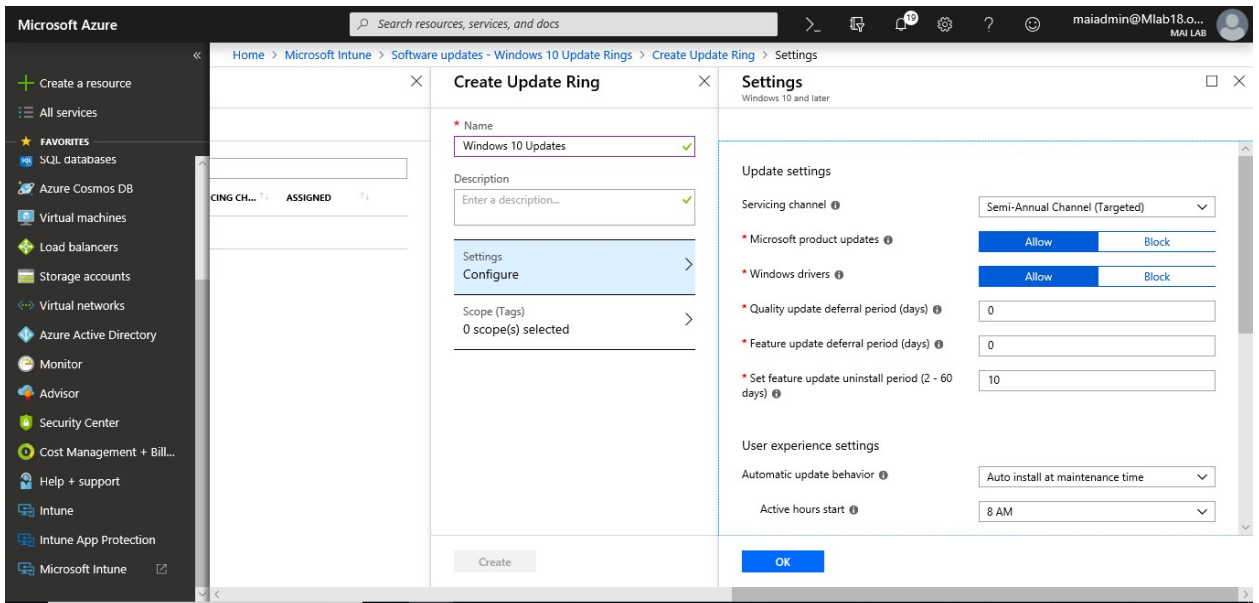 Microsoft Azure
Search resources, services, and docs
19
maiadmin@Mlab18.o...
MAI LAB
Home > Microsoft Intune > Software updates - Windows 10 Update Rings > Create Update Ring > Settings
Create a resource
All services
FAVORITES
SQL databases
Azure Cosmos DB
Virtual machines
Load balancers
Storage accounts
Virtual networks
Azure Active Directory
Monitor
Advisor
Security Center
Cost Management + Bill...
Help + support
Intune
Intune App Protection
Microsoft Intune
CING CH... ASSIGNED
Create Update Ring
* Name
Windows 10 Updates
Description
Enter a description...
Settings
Configure
Scope (Tags)
0 scope(s) selected
Create
Settings
Windows 10 and later
Update settings
Servicing channel Semi-Annual Channel (Targeted)
* Microsoft product updates Allow Block
* Windows drivers Allow Block
* Quality update deferral period (days) 0
* Feature update deferral period (days) 0
* Set feature update uninstall period (2 - 60 10
days)
User experience settings
Automatic update behavior Auto install at maintenance time
Active hours start 8 AM
OK